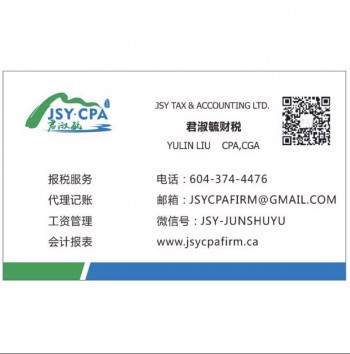 JSY·CPA
君淑毓
JSY TAX & ACCOUNTING LTD.
君淑毓财税
YULIN LIU CPA,CGA
报税服务
电话：604-374-4476
代理记账
邮箱：JSYCPAFIRM@GMAIL.COM
工资管理
微信号：JSY-JUNSHUYU
会计报表
www.jsycpafirm.ca